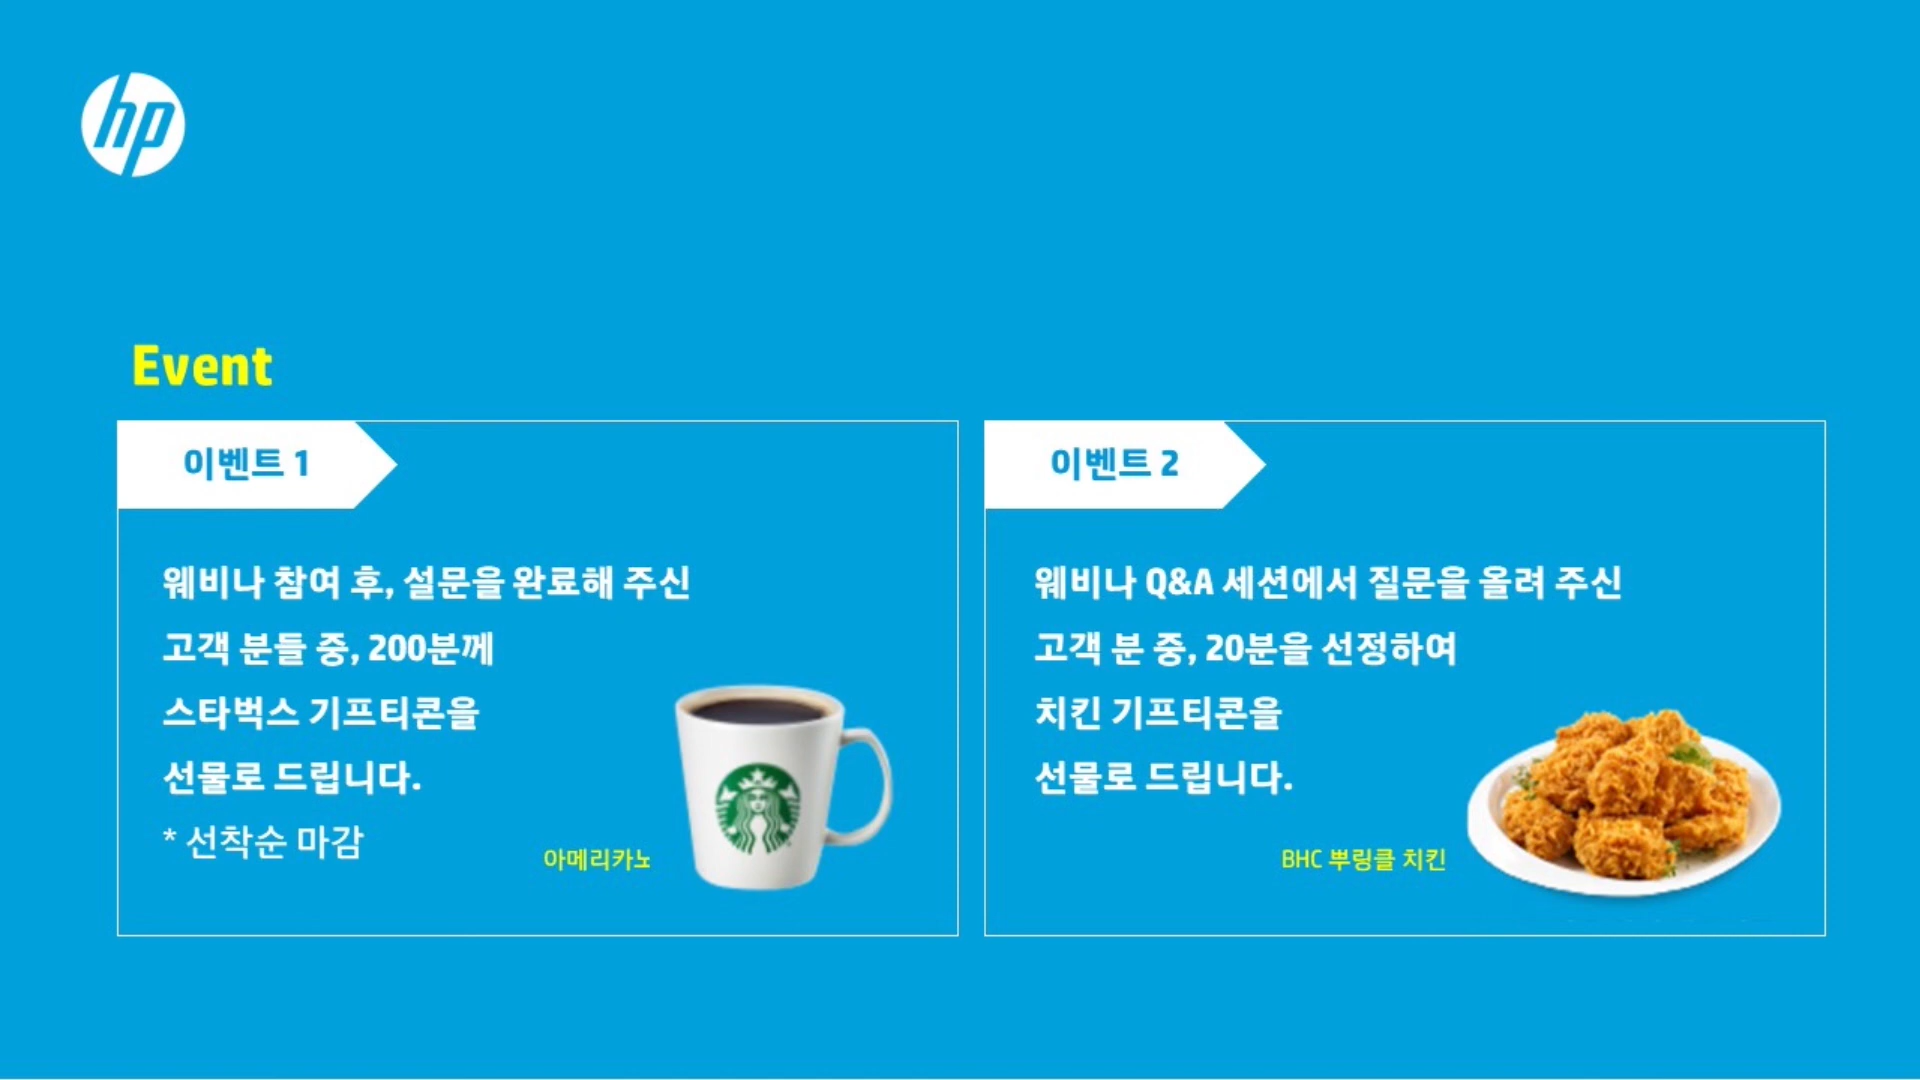 hp
Event
이벤트 1
웨비나 참여 후, 설문을 완료해 주신
고객 분들 중, 200분께
스타벅스 기프티콘을
선물로 드립니다.
* 선착순 마감
아메리카노
이벤트 2
웨비나 Q&A 세션에서 질문을 올려 주신
고객 분 중, 20분을 선정하여
치킨 기프티콘을
선물로 드립니다.
BHC 뿌링클 치킨